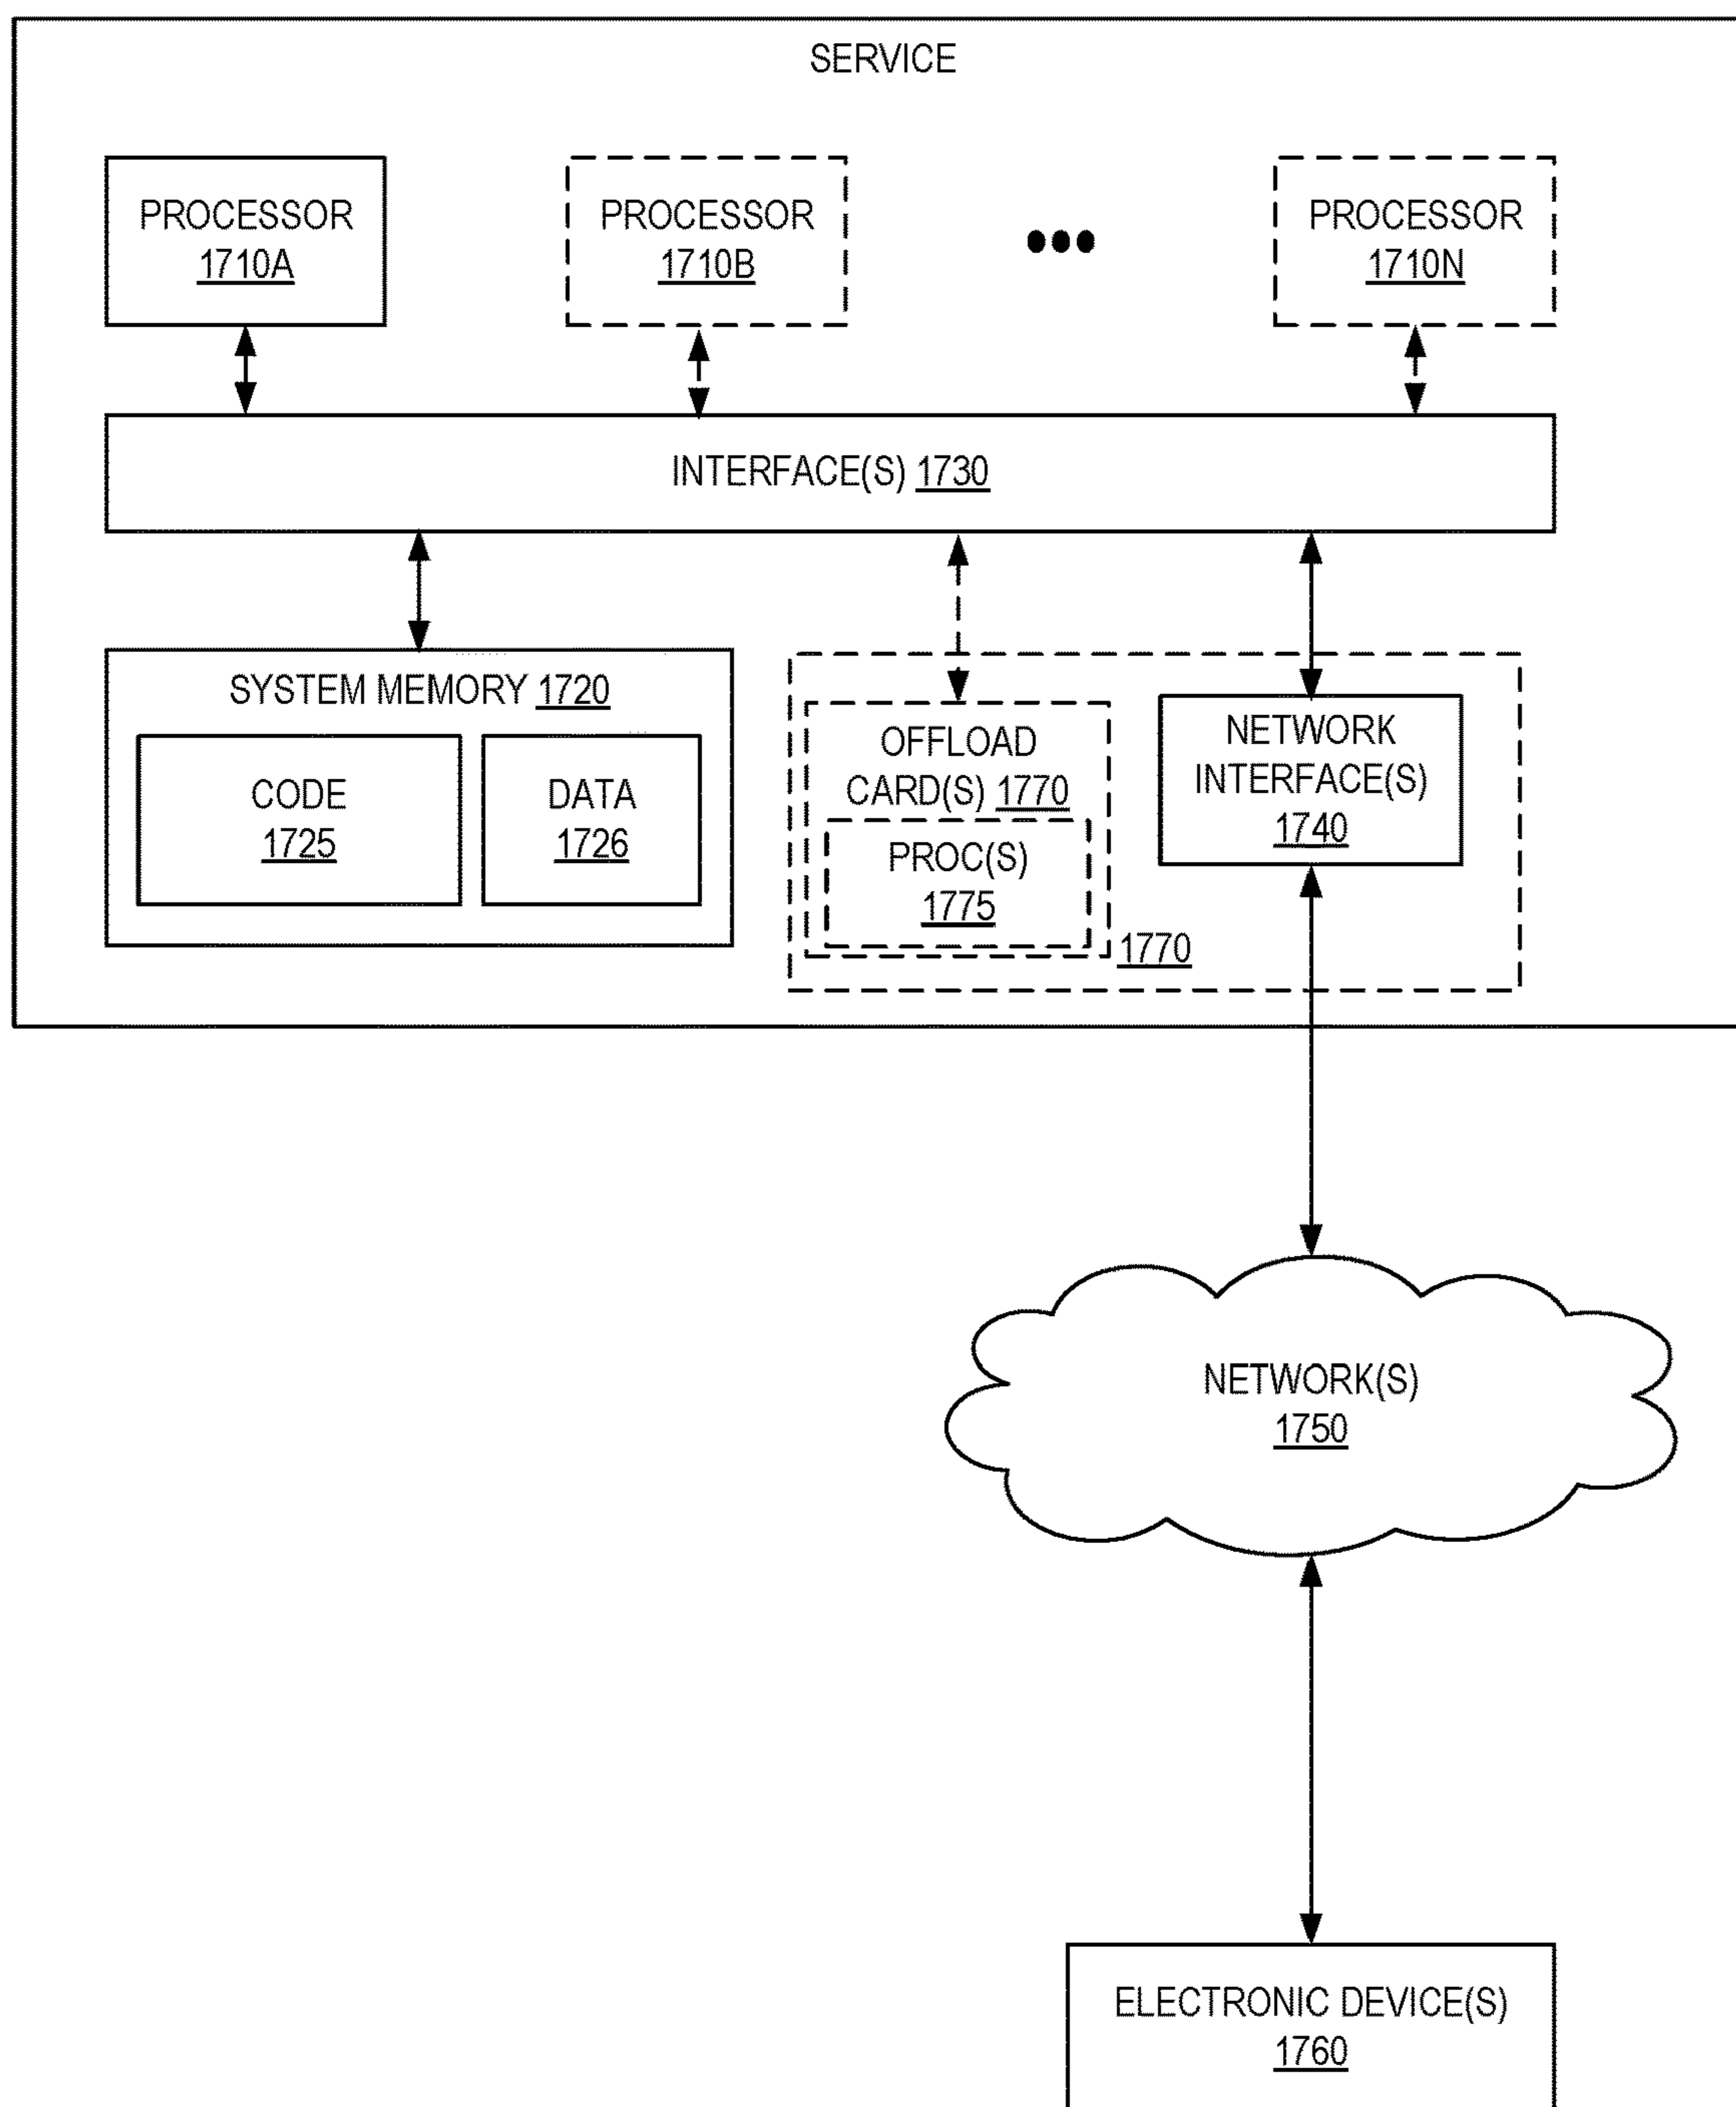 SERVICE
PROCESSOR
1710A
PROCESSOR
1710B
PROCESSOR
1710N
INTERFACE(S) 1730
SYSTEM MEMORY 1720
CODE
1725
DATA
1726
OFFLOAD
CARD(S) 1770
PROC(S)
1775
1770
NETWORK
INTERFACE(S)
1740
NETWORK(S)
1750
ELECTRONIC DEVICE(S)
1760